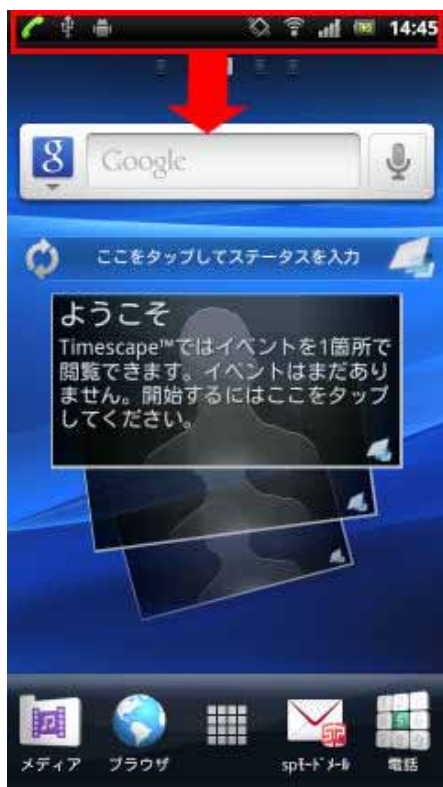 14:45
Google
ここをタップしてステータスを入力
ようこそ
Timescape™ではイベントを1箇所で
閲覧できます。イベントはまだあり
ません。開始するにはここをタップ
してください。
メディア ブラウザ spﾓｰﾄﾞﾒｰﾙ 電話